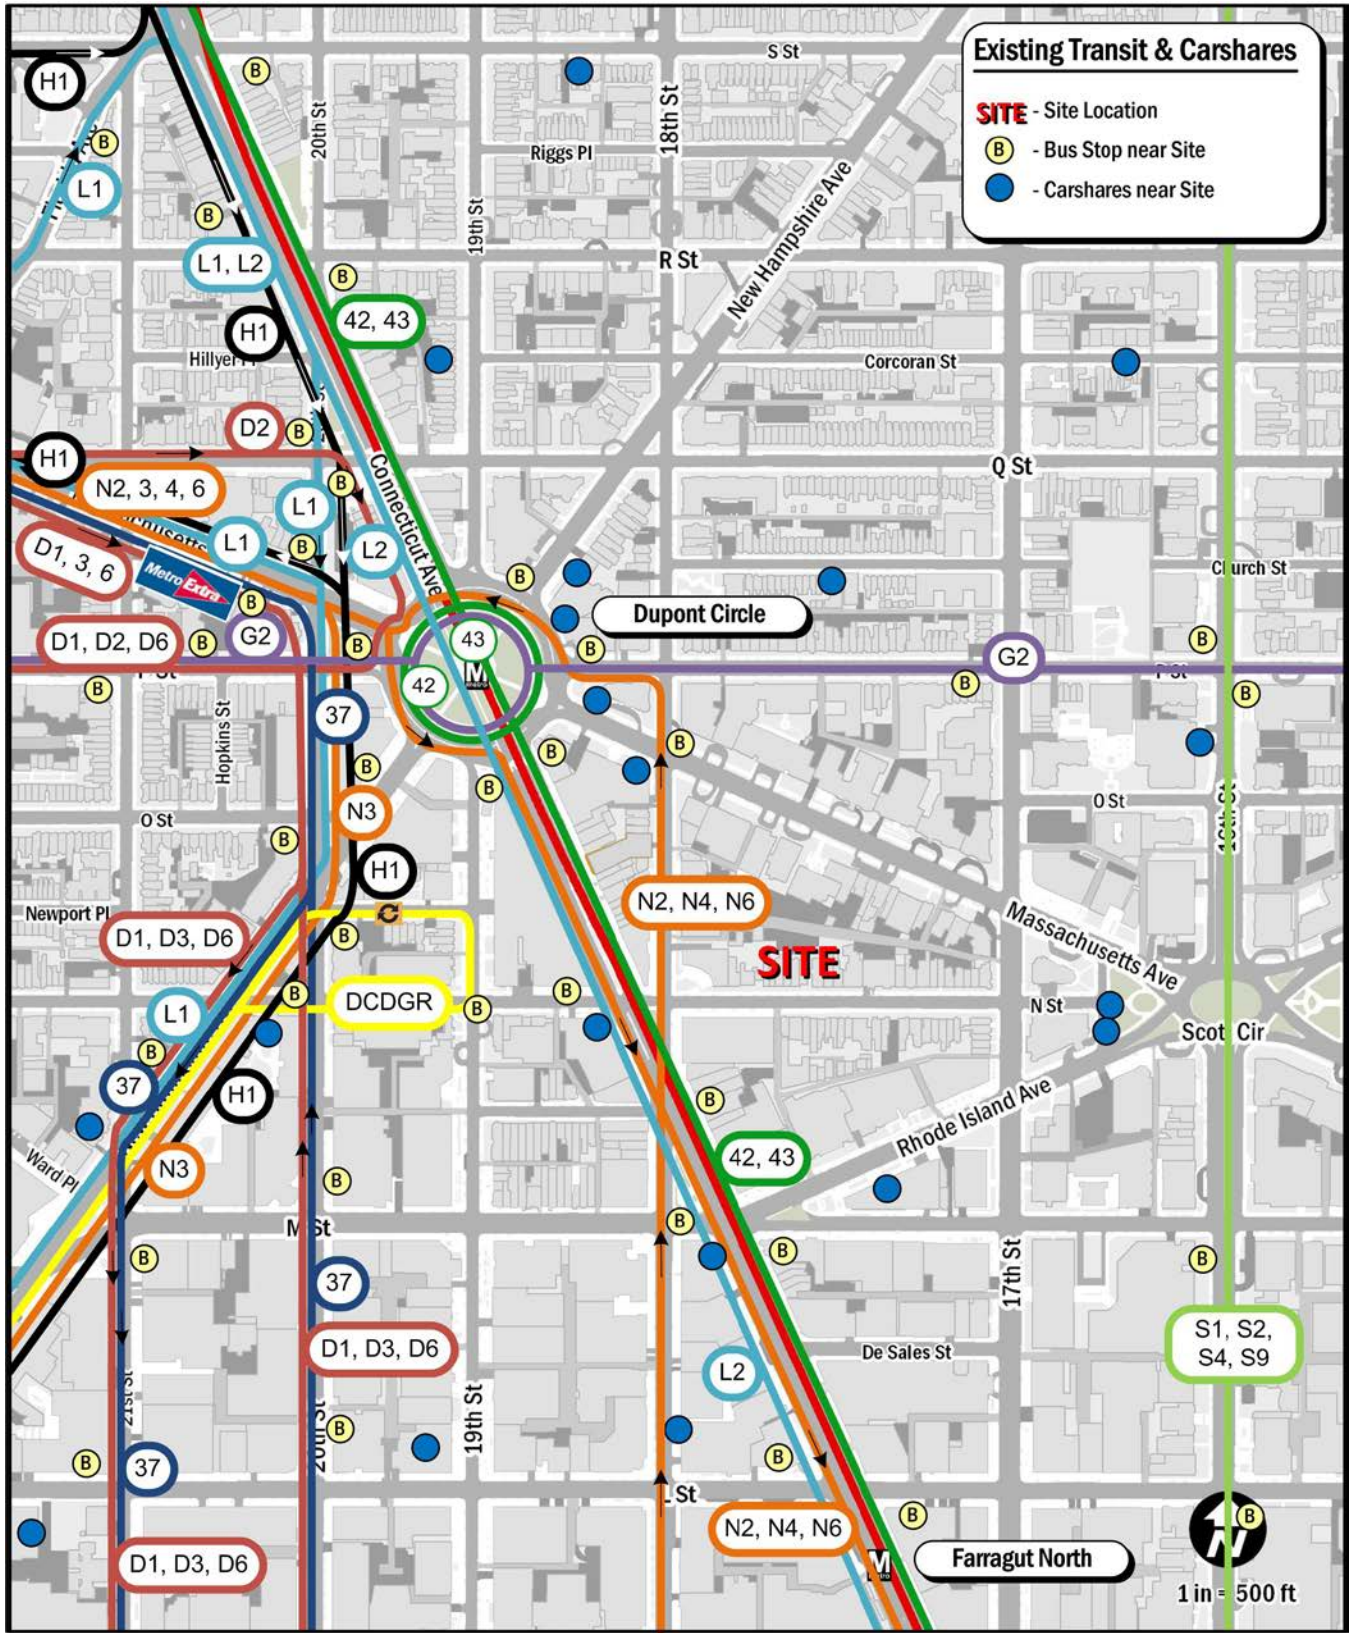 Existing Transit & Carshares
SITE - Site Location
B - Bus Stop near Site
- Carshares near Site
S St
H1
B
20th St
18th St
B
Riggs Pl
L1
B
19th St
New Hampshire Ave
L1, L2
R St
B
42, 43
H1
Hillyer Pl
Corcoran St
D2
B
H1
Connecticut Ave
Q St
N2, 3, 4, 6
B
L1
D1, 3, 6
L1
B
L2
Metro Extra
B
Church St
B
Dupont Circle
D1, D2, D6
B
G2
B
43
B
B
G2
P St
P St
42
M
metro
B
B
B
Hopkins St
37
B
B
B
B
O St
N3
O St
16th St
B
H1
N2, N4, N6
Newport Pl
Massachusetts Ave
D1, D3, D6
B
SITE
B
B
DCDGR
B
N St
L1
Scott Cir
B
37
H1
B
Rhode Island Ave
Ward Pl
N3
42, 43
B
M St
B
B
B
B
37
17th St
S1, S2,
S4, S9
D1, D3, D6
De Sales St
L2
21st St
20th St
19th St
B
B
B
37
L St
N2, N4, N6
B
B
N
D1, D3, D6
M
metro
Farragut North
1 in = 500 ft